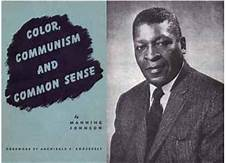 COLOR,
COMMUNISM
AND
COMMON SENSE
by
MANNING
JOHNSON
FOREWORD BY ARCHIBALD B. ROOSEVELT